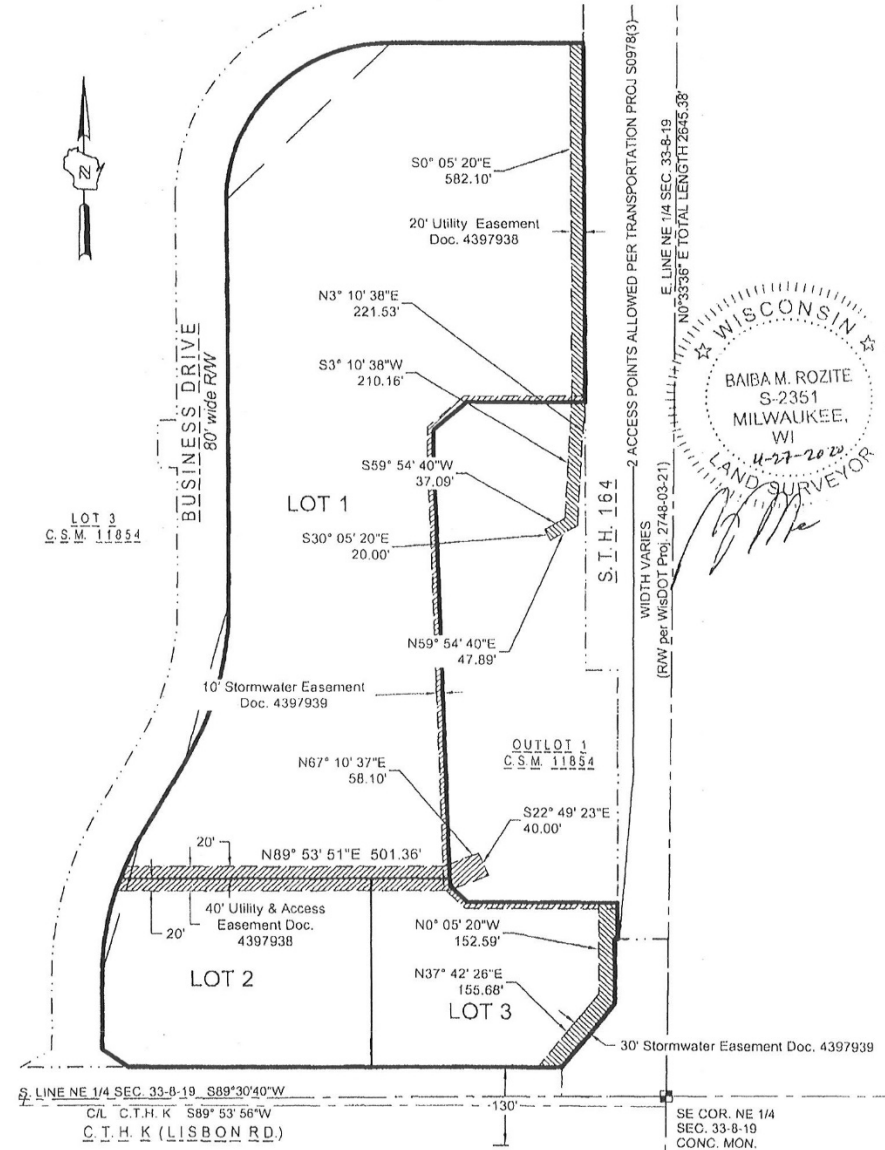 S0° 05' 20"E
582.10'
20' Utility Easement
Doc. 4397938
N3° 10' 38"E
221.53'
S3° 10' 38"W
210.16'
S59° 54' 40"W
37.09'
S30° 05' 20"E
20.00'
N59° 54' 40"E
47.89'
LOT 1
BUSINESS DRIVE
80' wide R/W
LOT 3
C.S.M. 11854
10' Stormwater Easement
Doc. 4397939
N67° 10' 37"E
58.10'
OUTLOT 1
C.S.M. 11854
S22° 49' 23"E
40.00'
20'
N89° 53' 51"E 501.36'
40' Utility & Access
Easement Doc.
4397938
20'
N0° 05' 20"W
152.59'
N37° 42' 26"E
155.68'
LOT 2
LOT 3
30' Stormwater Easement Doc. 4397939
S. LINE NE 1/4 SEC. 33-8-19 S89°30'40"W
C/L C.T.H. K S89° 53' 56"W
C.T.H. K (LISBON RD.)
130'
SE COR. NE 1/4
SEC. 33-8-19
CONC. MON.
S.T.H. 164
2 ACCESS POINTS ALLOWED PER TRANSPORTATION PROJ S0978(3)
WIDTH VARIES
(R/W per WisDOT Proj. 2748-03-21)
E. LINE NE 1/4 SEC. 33-8-19
N0°33'36" E TOTAL LENGTH 2645.38'
WISCONSIN
BAIBA M. ROZITE
S-2351
MILWAUKEE,
WI
4-27-2020
LAND SURVEYOR
N